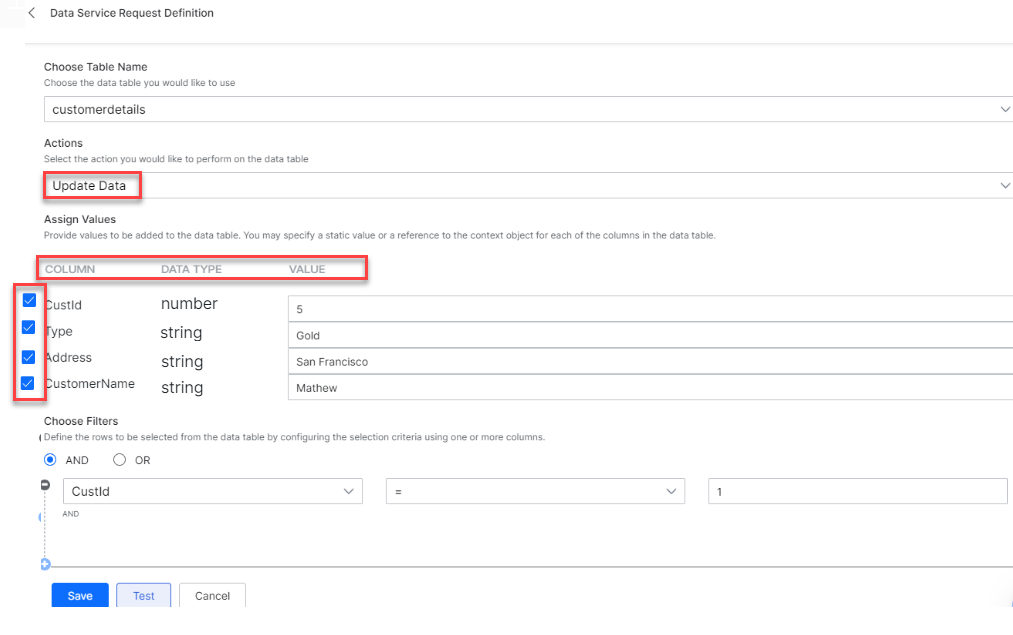 Data Service Request Definition
Choose Table Name
Choose the data table you would like to use
customerdetails
Actions
Select the action you would like to perform on the data table
Update Data
Assign Values
Provide values to be added to the data table. You may specify a static value or a reference to the context object for each of the columns in the data table.
COLUMN DATA TYPE VALUE
CustId number 5
Type string Gold
Address string San Francisco
CustomerName string Mathew
Choose Filters
Define the rows to be selected from the data table by configuring the selection criteria using one or more columns.
AND OR
CustId = 1
AND
Save Test Cancel